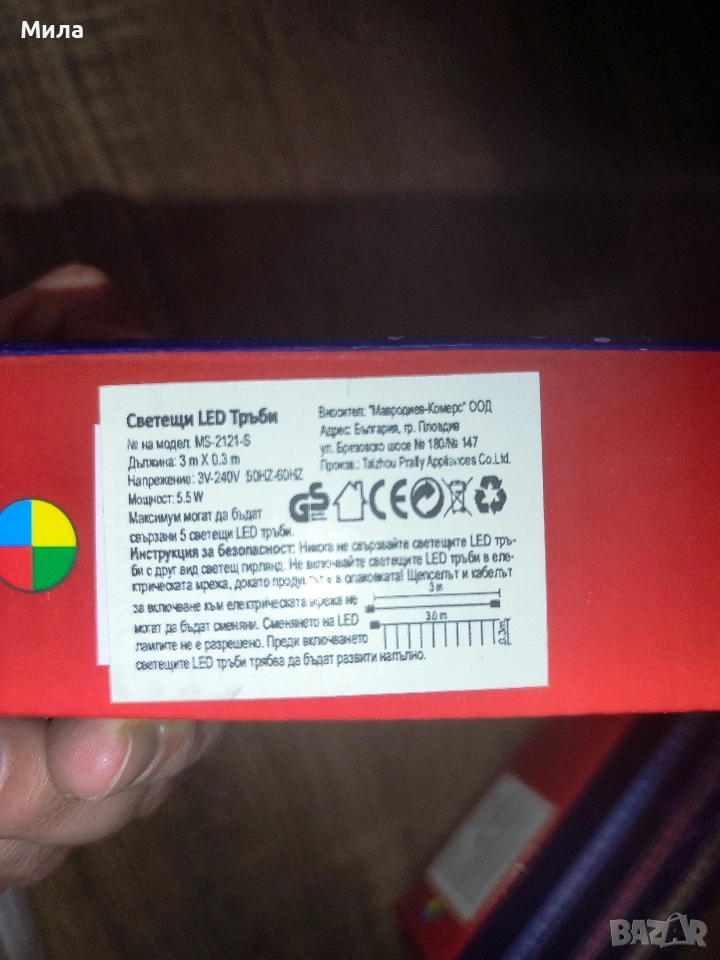 Мила
Светещи LED Тръби
№ на модел: MS-2121-S
Дължина: 3 m X 0.3 m
Напрежение: 3V-240V 50HZ-60HZ
Мощност: 5.5 W
Максимум могат да бъдат
свързани 5 светещи LED тръби.
Вносител: "Мавродиев-Комерс" ООД
Адрес: България, гр. Пловдив
ул. Брезовско шосе № 180/№ 147
Произв.: Taizhou Prality Appliances Co.Ltd.
GS CE
Инструкция за безопасност: Никога не свързвайте светещите LED тръ-
би с друг вид светещ гирлянд. Не включвайте светещите LED тръби в еле-
ктрическата мрежа, докато в опаковката! Щепселът и кабелът
за включване към електрическата мрежа не
могат да бъдат сменяни. Сменянето на LED
лампите не е разрешено. Преди включването
светещите LED тръби трябва да бъдат развити напълно.
3 m
3.0 m
0.3m
BAZAR